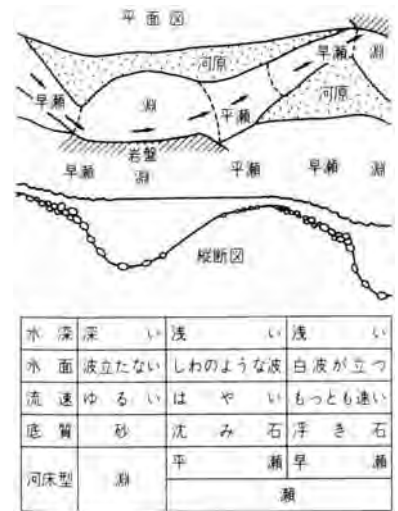 平面図
早瀬 淵
河原
早瀬 淵 平瀬 河原
岩盤
早瀬 淵 平瀬 早瀬 淵
縦断図
水深 深い 浅い 浅い
水面 波立たない しわのような波 白波が立つ
流速 ゆるい はやい もっとも速い
底質 砂 沈み石 浮き石
河床型 淵 平瀬 早瀬
瀬